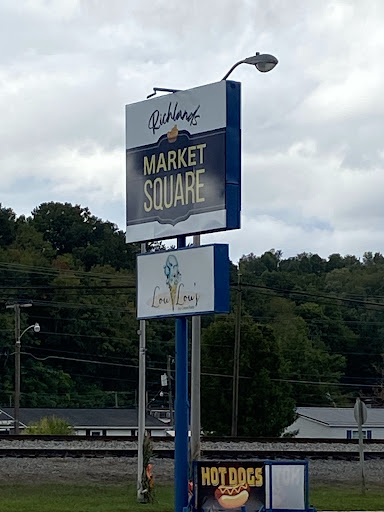 Richlands
MARKET
SQUARE
Lou Lou's
HOT DOGS